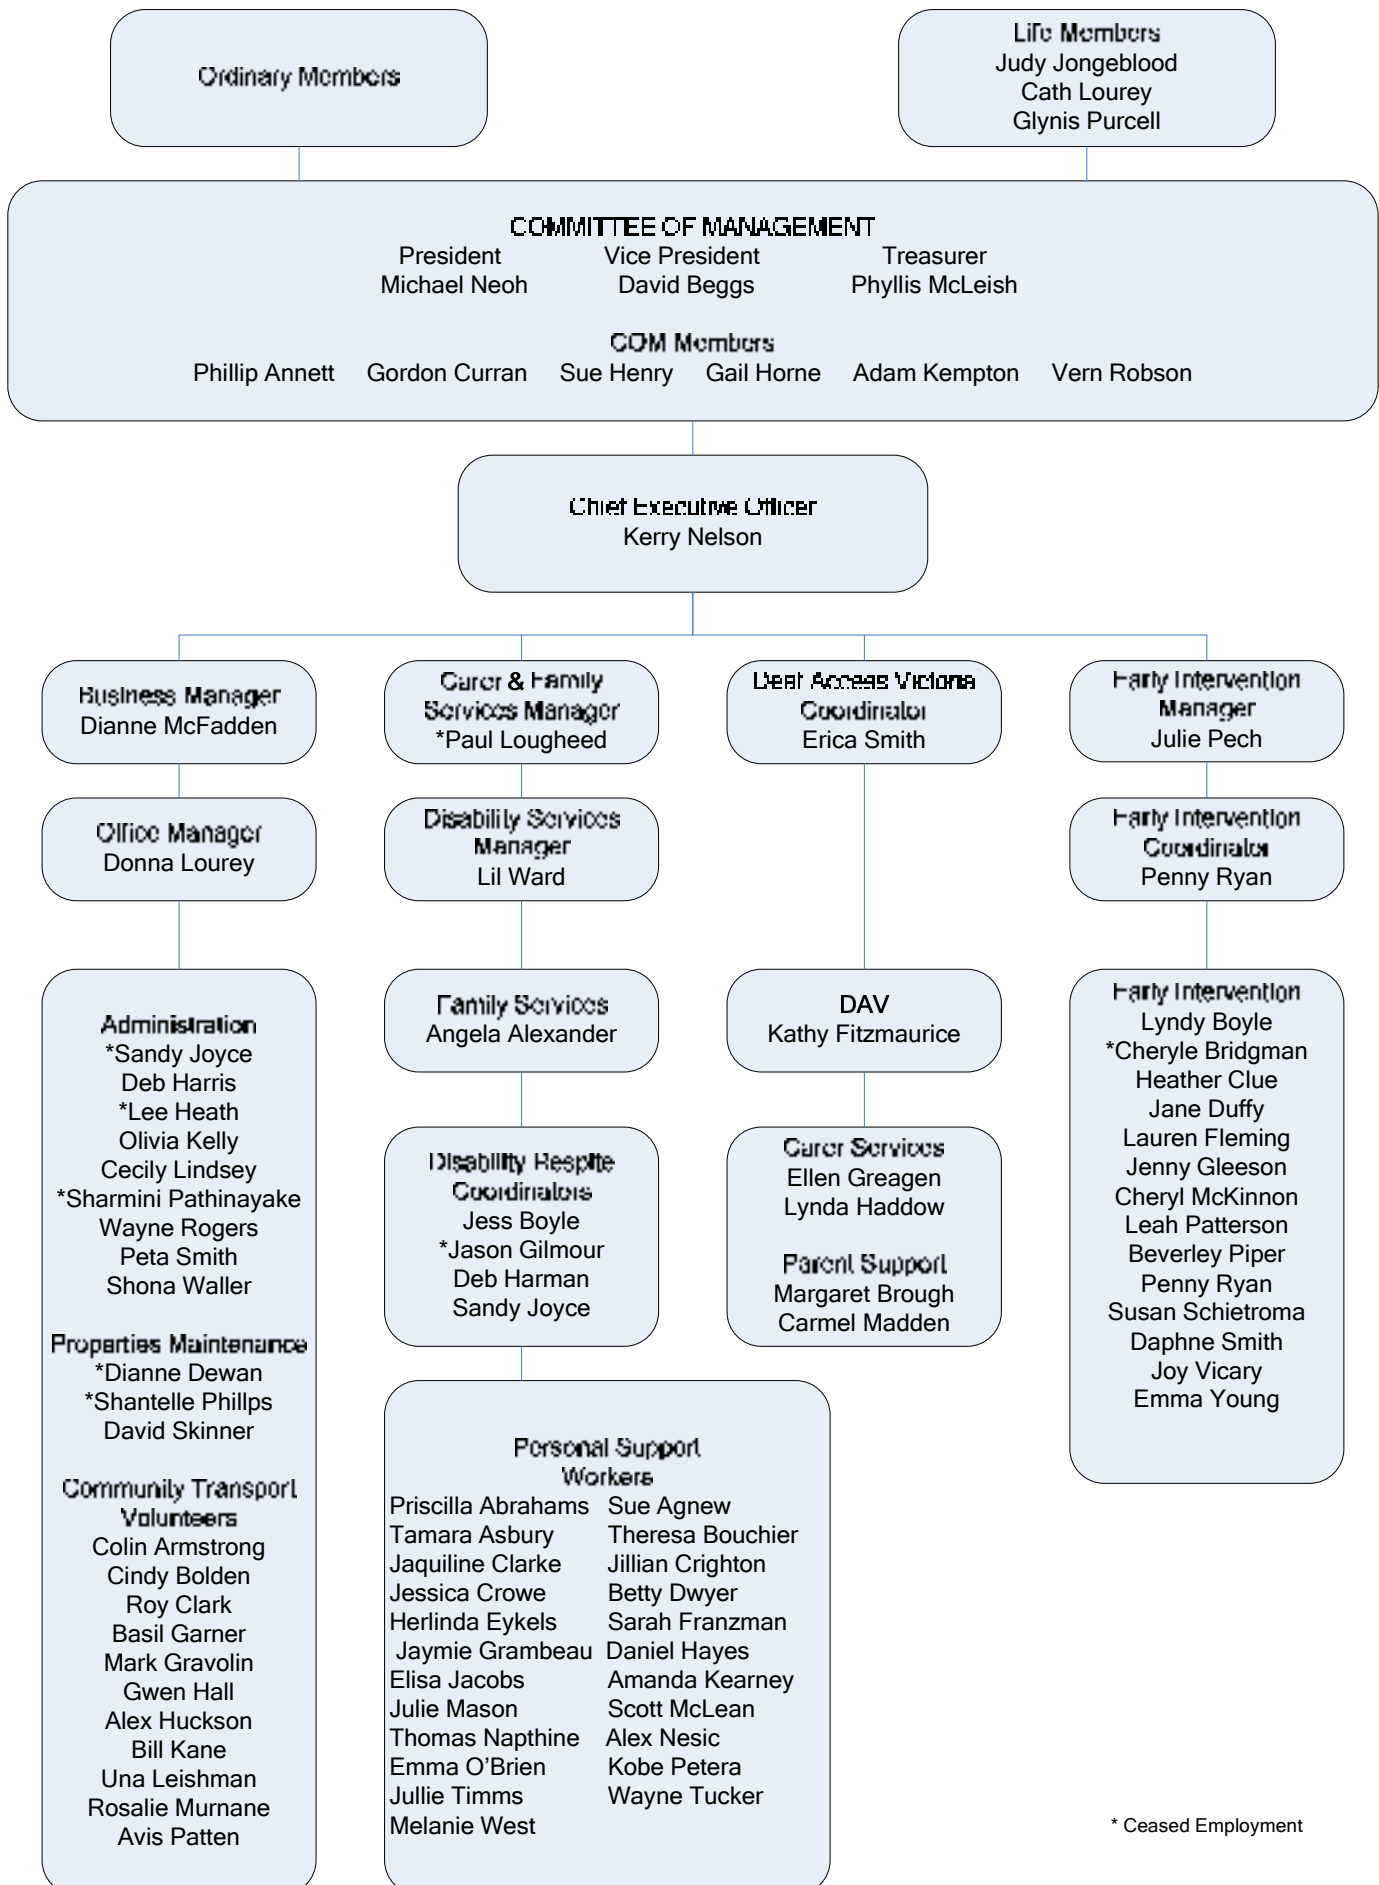 Ordinary Members
Life Members
Judy Jongeblood
Cath Lourey
Glynis Purcell
COMMITTEE OF MANAGEMENT
President Vice President Treasurer
Michael Neoh David Beggs Phyllis McLeish
COM Members
Phillip Annett Gordon Curran Sue Henry Gail Horne Adam Kempton Vern Robson
Chief Executive Officer
Kerry Nelson
Business Manager
Dianne McFadden
Carer & Family
Services Manager
*Paul Lougheed
Deaf Access Victoria
Coordinator
Erica Smith
Early Intervention
Manager
Julie Pech
Office Manager
Donna Lourey
Disability Services
Manager
Lil Ward
Early Intervention
Coordinator
Penny Ryan
Administration
*Sandy Joyce
Deb Harris
*Lee Heath
Olivia Kelly
Cecily Lindsey
*Sharmini Pathinayake
Wayne Rogers
Peta Smith
Shona Waller
Properties Maintenance
*Dianne Dewan
*Shantelle Phillps
David Skinner
Community Transport
Volunteers
Colin Armstrong
Cindy Bolden
Roy Clark
Basil Garner
Mark Gravolin
Gwen Hall
Alex Huckson
Bill Kane
Una Leishman
Rosalie Murnane
Avis Patten
Family Services
Angela Alexander
Disability Respite
Coordinators
Jess Boyle
*Jason Gilmour
Deb Harman
Sandy Joyce
Personal Support
Workers
Priscilla Abrahams Sue Agnew
Tamara Asbury Theresa Bouchier
Jaquiline Clarke Jillian Crighton
Jessica Crowe Betty Dwyer
Herlinda Eykels Sarah Franzman
Jaymie Grambeau Daniel Hayes
Elisa Jacobs Amanda Kearney
Julie Mason Scott McLean
Thomas Napthine Alex Nesic
Emma O’Brien Kobe Petera
Jullie Timms Wayne Tucker
Melanie West
DAV
Kathy Fitzmaurice
Carer Services
Ellen Greagen
Lynda Haddow
Parent Support
Margaret Brough
Carmel Madden
Early Intervention
Lyndy Boyle
*Cheryle Bridgman
Heather Clue
Jane Duffy
Lauren Fleming
Jenny Gleeson
Cheryl McKinnon
Leah Patterson
Beverley Piper
Penny Ryan
Susan Schietroma
Daphne Smith
Joy Vicary
Emma Young
* Ceased Employment